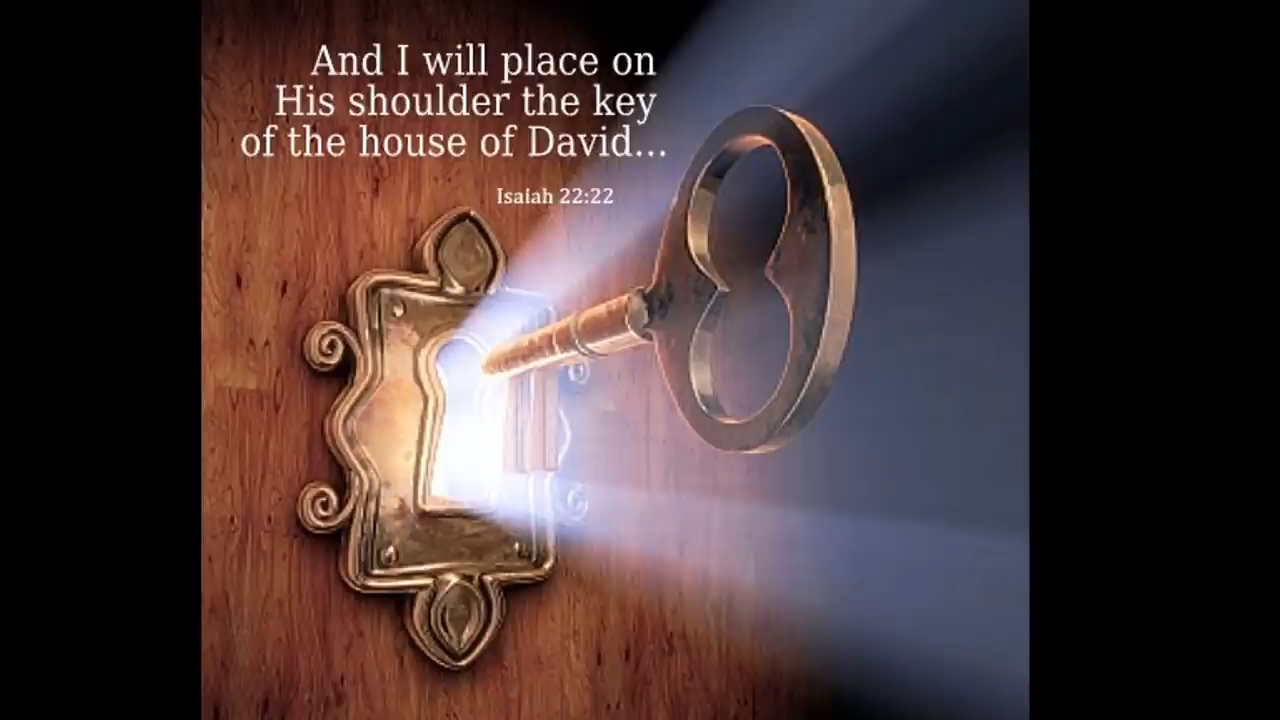 And I will place on
His shoulder the key
of the house of David...
Isaiah 22:22